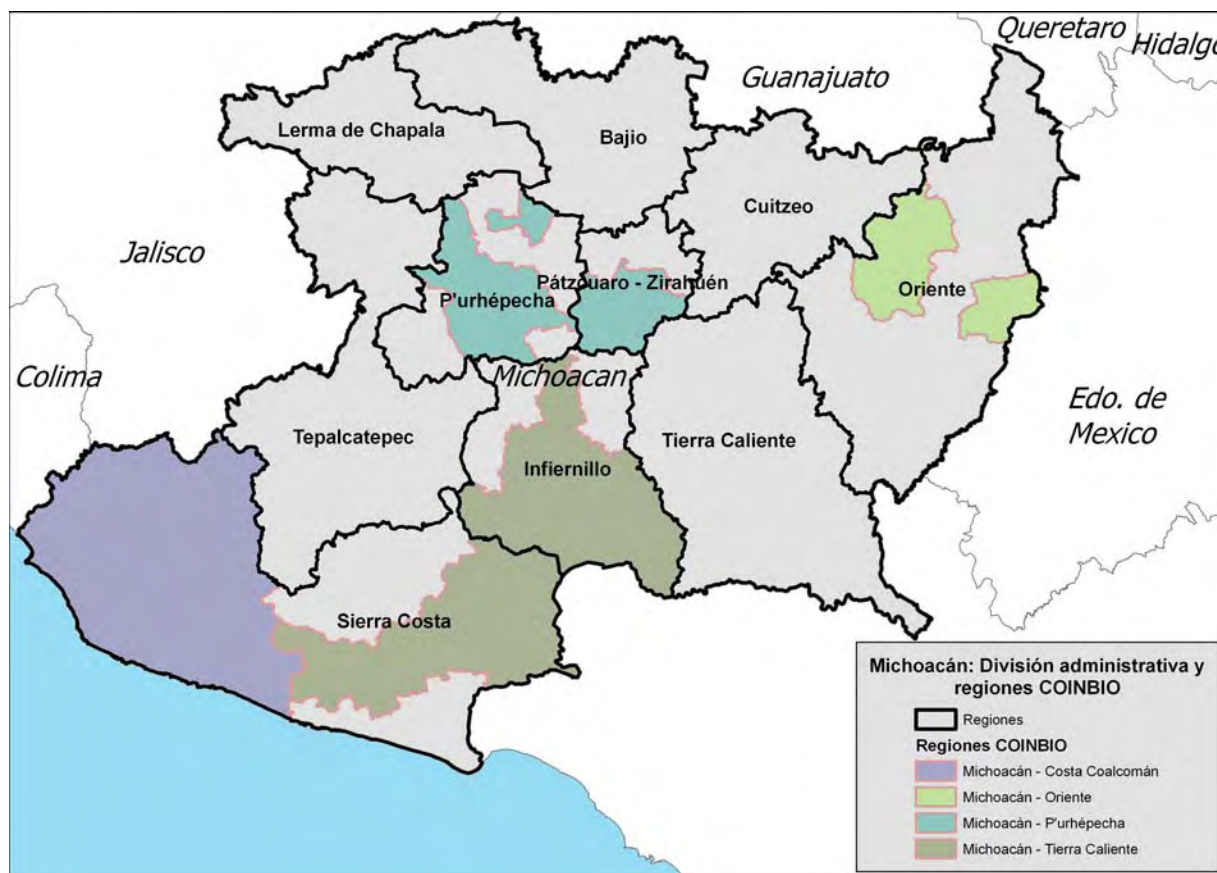 Queretaro
Hidalgo
Guanajuato
Lerma de Chapala
Bajio
Cuitzeo
Jalisco
Pátzcuaro - Zirahuén
P'urhépecha
Oriente
Colima
Michoacan
Edo. de
Mexico
Tepalcatepec
Tierra Caliente
Infiernillo
Sierra Costa
Michoacán: División administrativa y
regiones COINBIO
Regiones
Regiones COINBIO
Michoacán - Costa Coalcomán
Michoacán - Oriente
Michoacán - P'urhépecha
Michoacán - Tierra Caliente